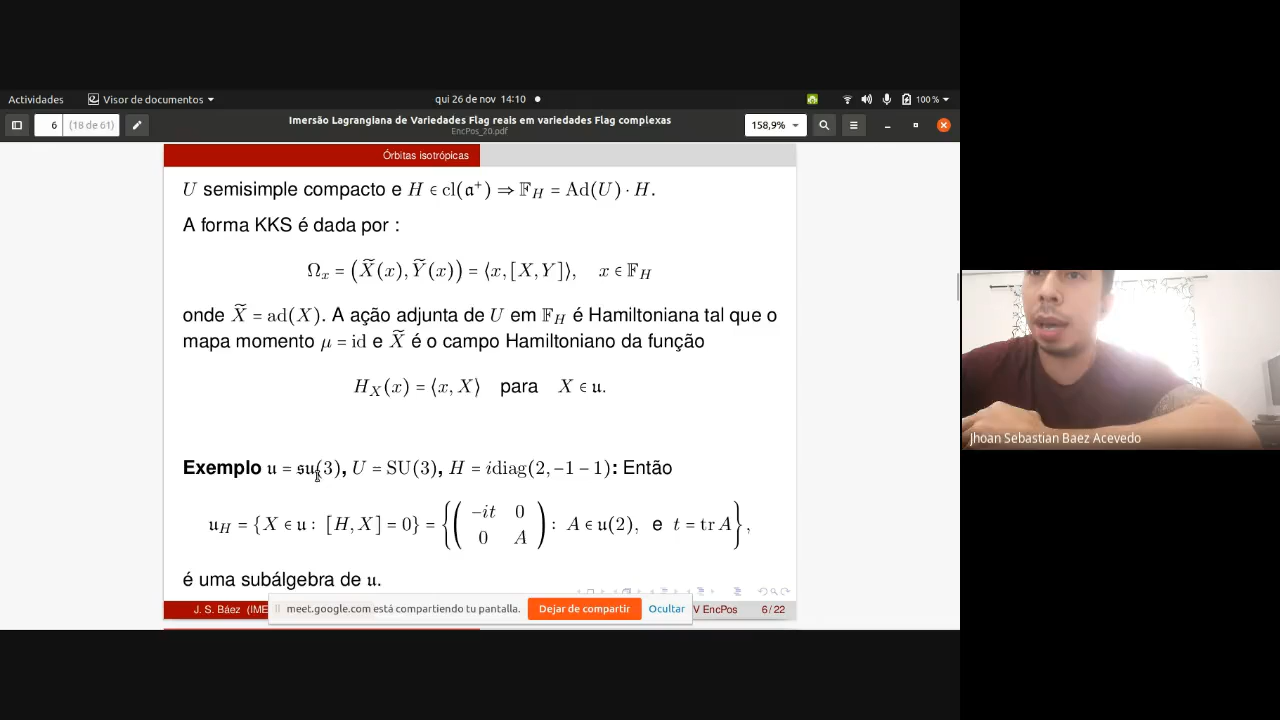 Actividades Visor de documentos qui 26 de nov 14:10 100 %
6 (18 de 61) Imersão Lagrangiana de Variedades Flag reais em variedades Flag complexas 158,9%
EncPos_20.pdf
Órbitas isotrópicas
U semisimple compacto e H ∈ cl(𝔞⁺) ⇒ 𝔽_H = Ad(U) · H.
A forma KKS é dada por :
Ω_x = (X̃(x), Ỹ(x)) = ⟨x, [X, Y]⟩, x ∈ 𝔽_H
onde X̃ = ad(X). A ação adjunta de U em 𝔽_H é Hamiltoniana tal que o
mapa momento μ = id e X̃ é o campo Hamiltoniano da função
H_X(x) = ⟨x, X⟩ para X ∈ 𝔲.
Exemplo 𝔲 = 𝔰𝔲(3), U = SU(3), H = idiag(2, −1 − 1): Então
𝔲_H = {X ∈ 𝔲 : [H, X] = 0} = {( −it 0 ; 0 A ) : A ∈ 𝔲(2), e t = tr A},
é uma subálgebra de 𝔲.
J. S. Báez (IME
meet.google.com está compartiendo tu pantalla. Dejar de compartir Ocultar
V EncPos 6 / 22
Jhoan Sebastian Baez Acevedo